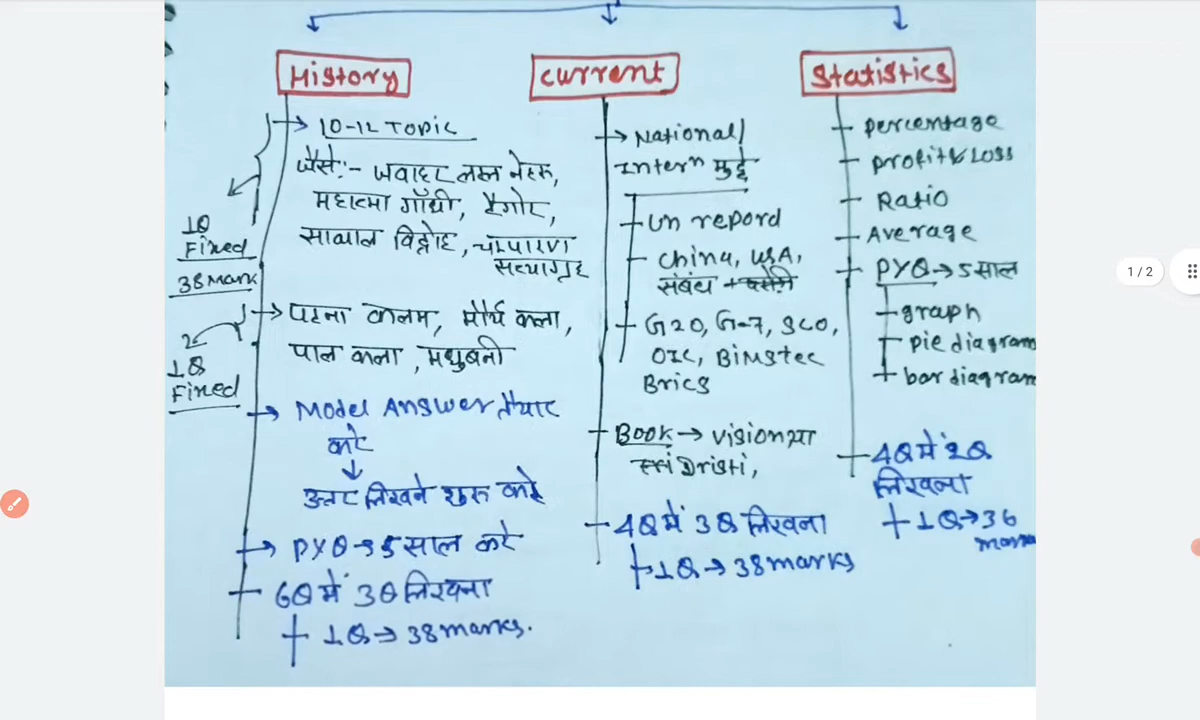 History
→ 10-12 TOPIC
जैसे:- जवाहर लाल नेहरू,
महात्मा गाँधी, टैगोर,
संथाल विद्रोह, चम्पारण
सत्याग्रह
1Q
Fixed
38 Mark
→ पटना कलम, मौर्य कला,
पाल कला, मधुबनी
1Q
Fixed
→ Model Answer तैयार
करे
↓
उत्तर लिखने शुरू करे
→ PYQ → 5 साल करे
6Q में 3Q लिखना
1Q → 38 marks.
Current
→ National/
Intern मुद्दे
un repord
China, USA,
संबंध
G20, G-7, SCO,
OIC, Bimstec
Brics
Book → vision या
Dristi,
4Q में 3Q लिखना
1Q → 38 marks
Statistics
Percentage
profit & Loss
Ratio
Average
PYQ → 5 साल
graph
pie diagram
bar diagram
4Q में 2Q
लिखना
1Q → 36
1/2